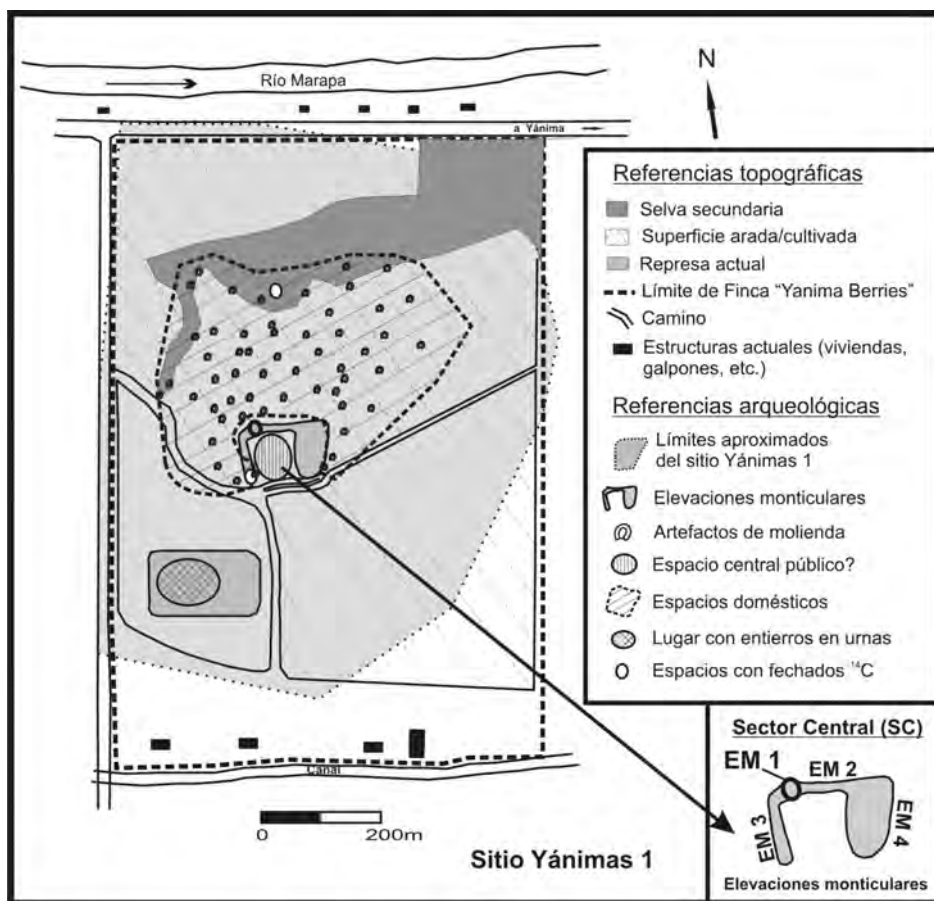 Río Marapa
N
a Yánima
Referencias topográficas
Selva secundaria
Superficie arada/cultivada
Represa actual
Límite de Finca "Yanima Berries"
Camino
Estructuras actuales (viviendas,
galpones, etc.)
Referencias arqueológicas
Límites aproximados
del sitio Yánimas 1
Elevaciones monticulares
Artefactos de molienda
Espacio central público?
Espacios domésticos
Lugar con entierros en urnas
Espacios con fechados ¹⁴C
Canal
0 200m
Sitio Yánimas 1
Sector Central (SC)
EM 1
EM 2
EM 3
EM 4
Elevaciones monticulares